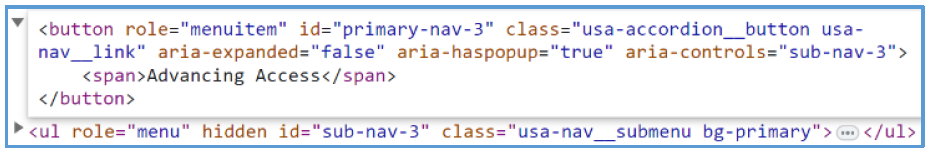 <button role="menuitem" id="primary-nav-3" class="usa-accordion__button usa-
nav__link" aria-expanded="false" aria-haspopup="true" aria-controls="sub-nav-3">
<span>Advancing Access</span>
</button>
<ul role="menu" hidden id="sub-nav-3" class="usa-nav__submenu bg-primary">…</ul>